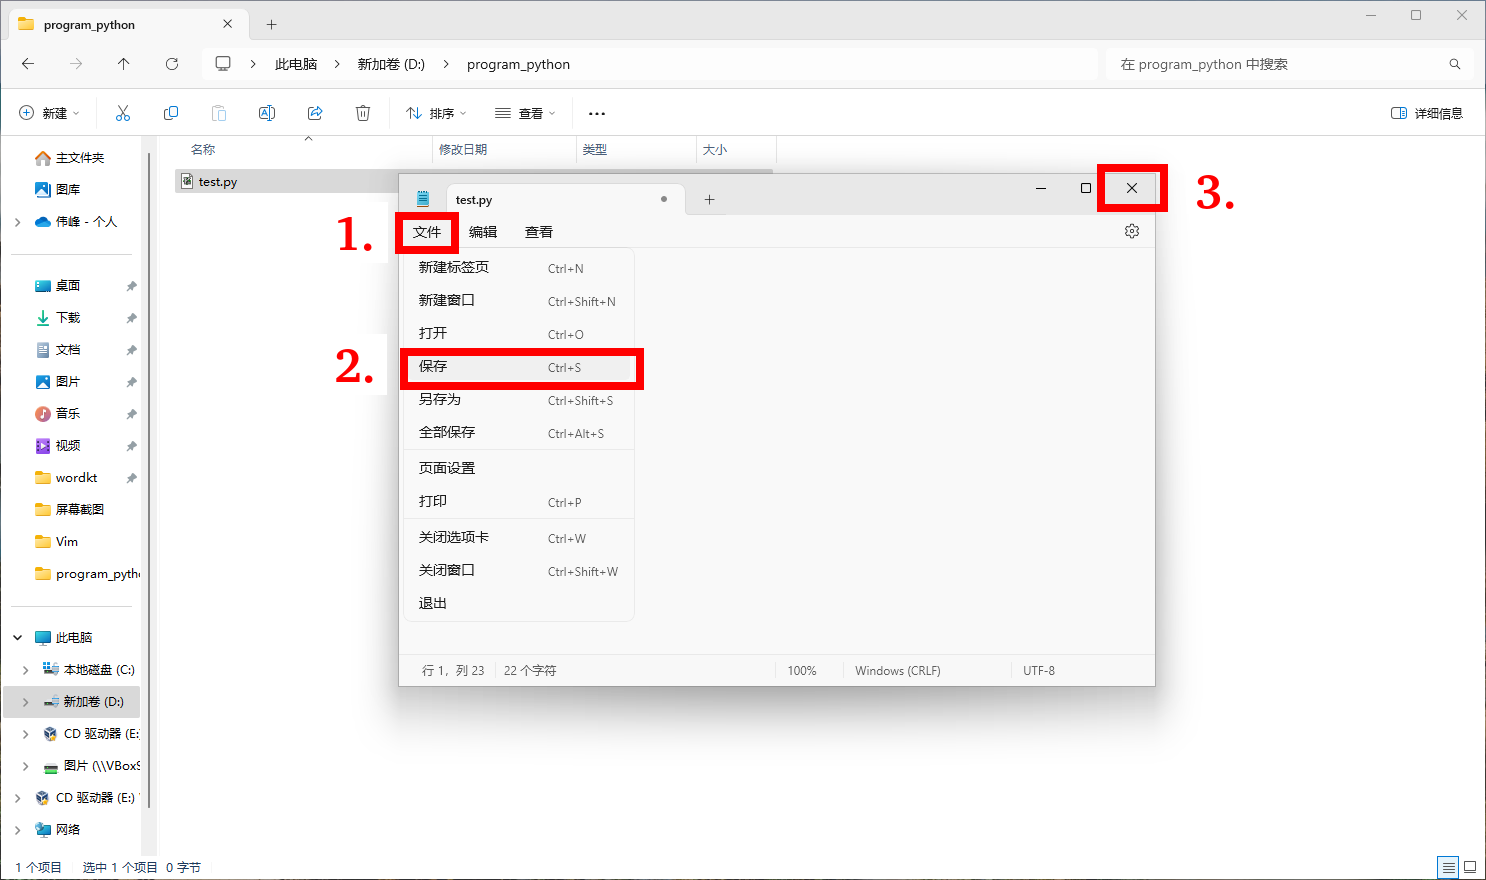 program_python
此电脑 新加卷 (D:) program_python
在 program_python 中搜索
新建 排序 查看 详细信息
名称 修改日期 类型 大小
test.py
主文件夹
图库
伟峰 - 个人
桌面
下载
文档
图片
音乐
视频
wordkt
屏幕截图
Vim
program_pyth
此电脑
本地磁盘 (C:)
新加卷 (D:)
CD 驱动器 (E:
图片 (\\VBoxS
CD 驱动器 (E:)
网络
1 个项目 选中 1 个项目 0 字节
test.py
3.
1.
文件 编辑 查看
新建标签页 Ctrl+N
新建窗口 Ctrl+Shift+N
打开 Ctrl+O
2.
保存 Ctrl+S
另存为 Ctrl+Shift+S
全部保存 Ctrl+Alt+S
页面设置
打印 Ctrl+P
关闭选项卡 Ctrl+W
关闭窗口 Ctrl+Shift+W
退出
行 1，列 23 22 个字符 100% Windows (CRLF) UTF-8